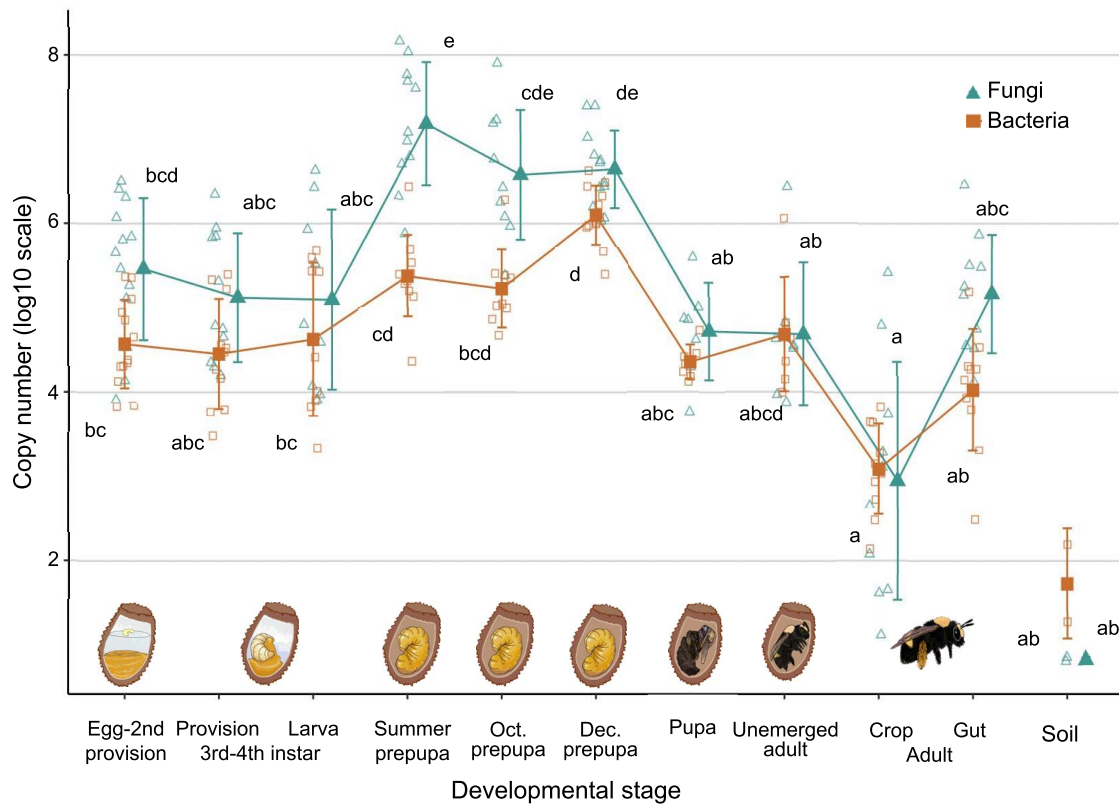 8
6
4
2
Copy number (log10 scale)
Fungi
Bacteria
e
cde
de
bcd
abc
abc
abc
ab
ab
a
d
cd
bcd
abc
abcd
bc
abc
bc
ab
a
ab
ab
Egg-2nd
provision
Provision
Larva
3rd-4th instar
Summer
prepupa
Oct.
prepupa
Dec.
prepupa
Pupa
Unemerged
adult
Crop
Gut
Adult
Soil
Developmental stage